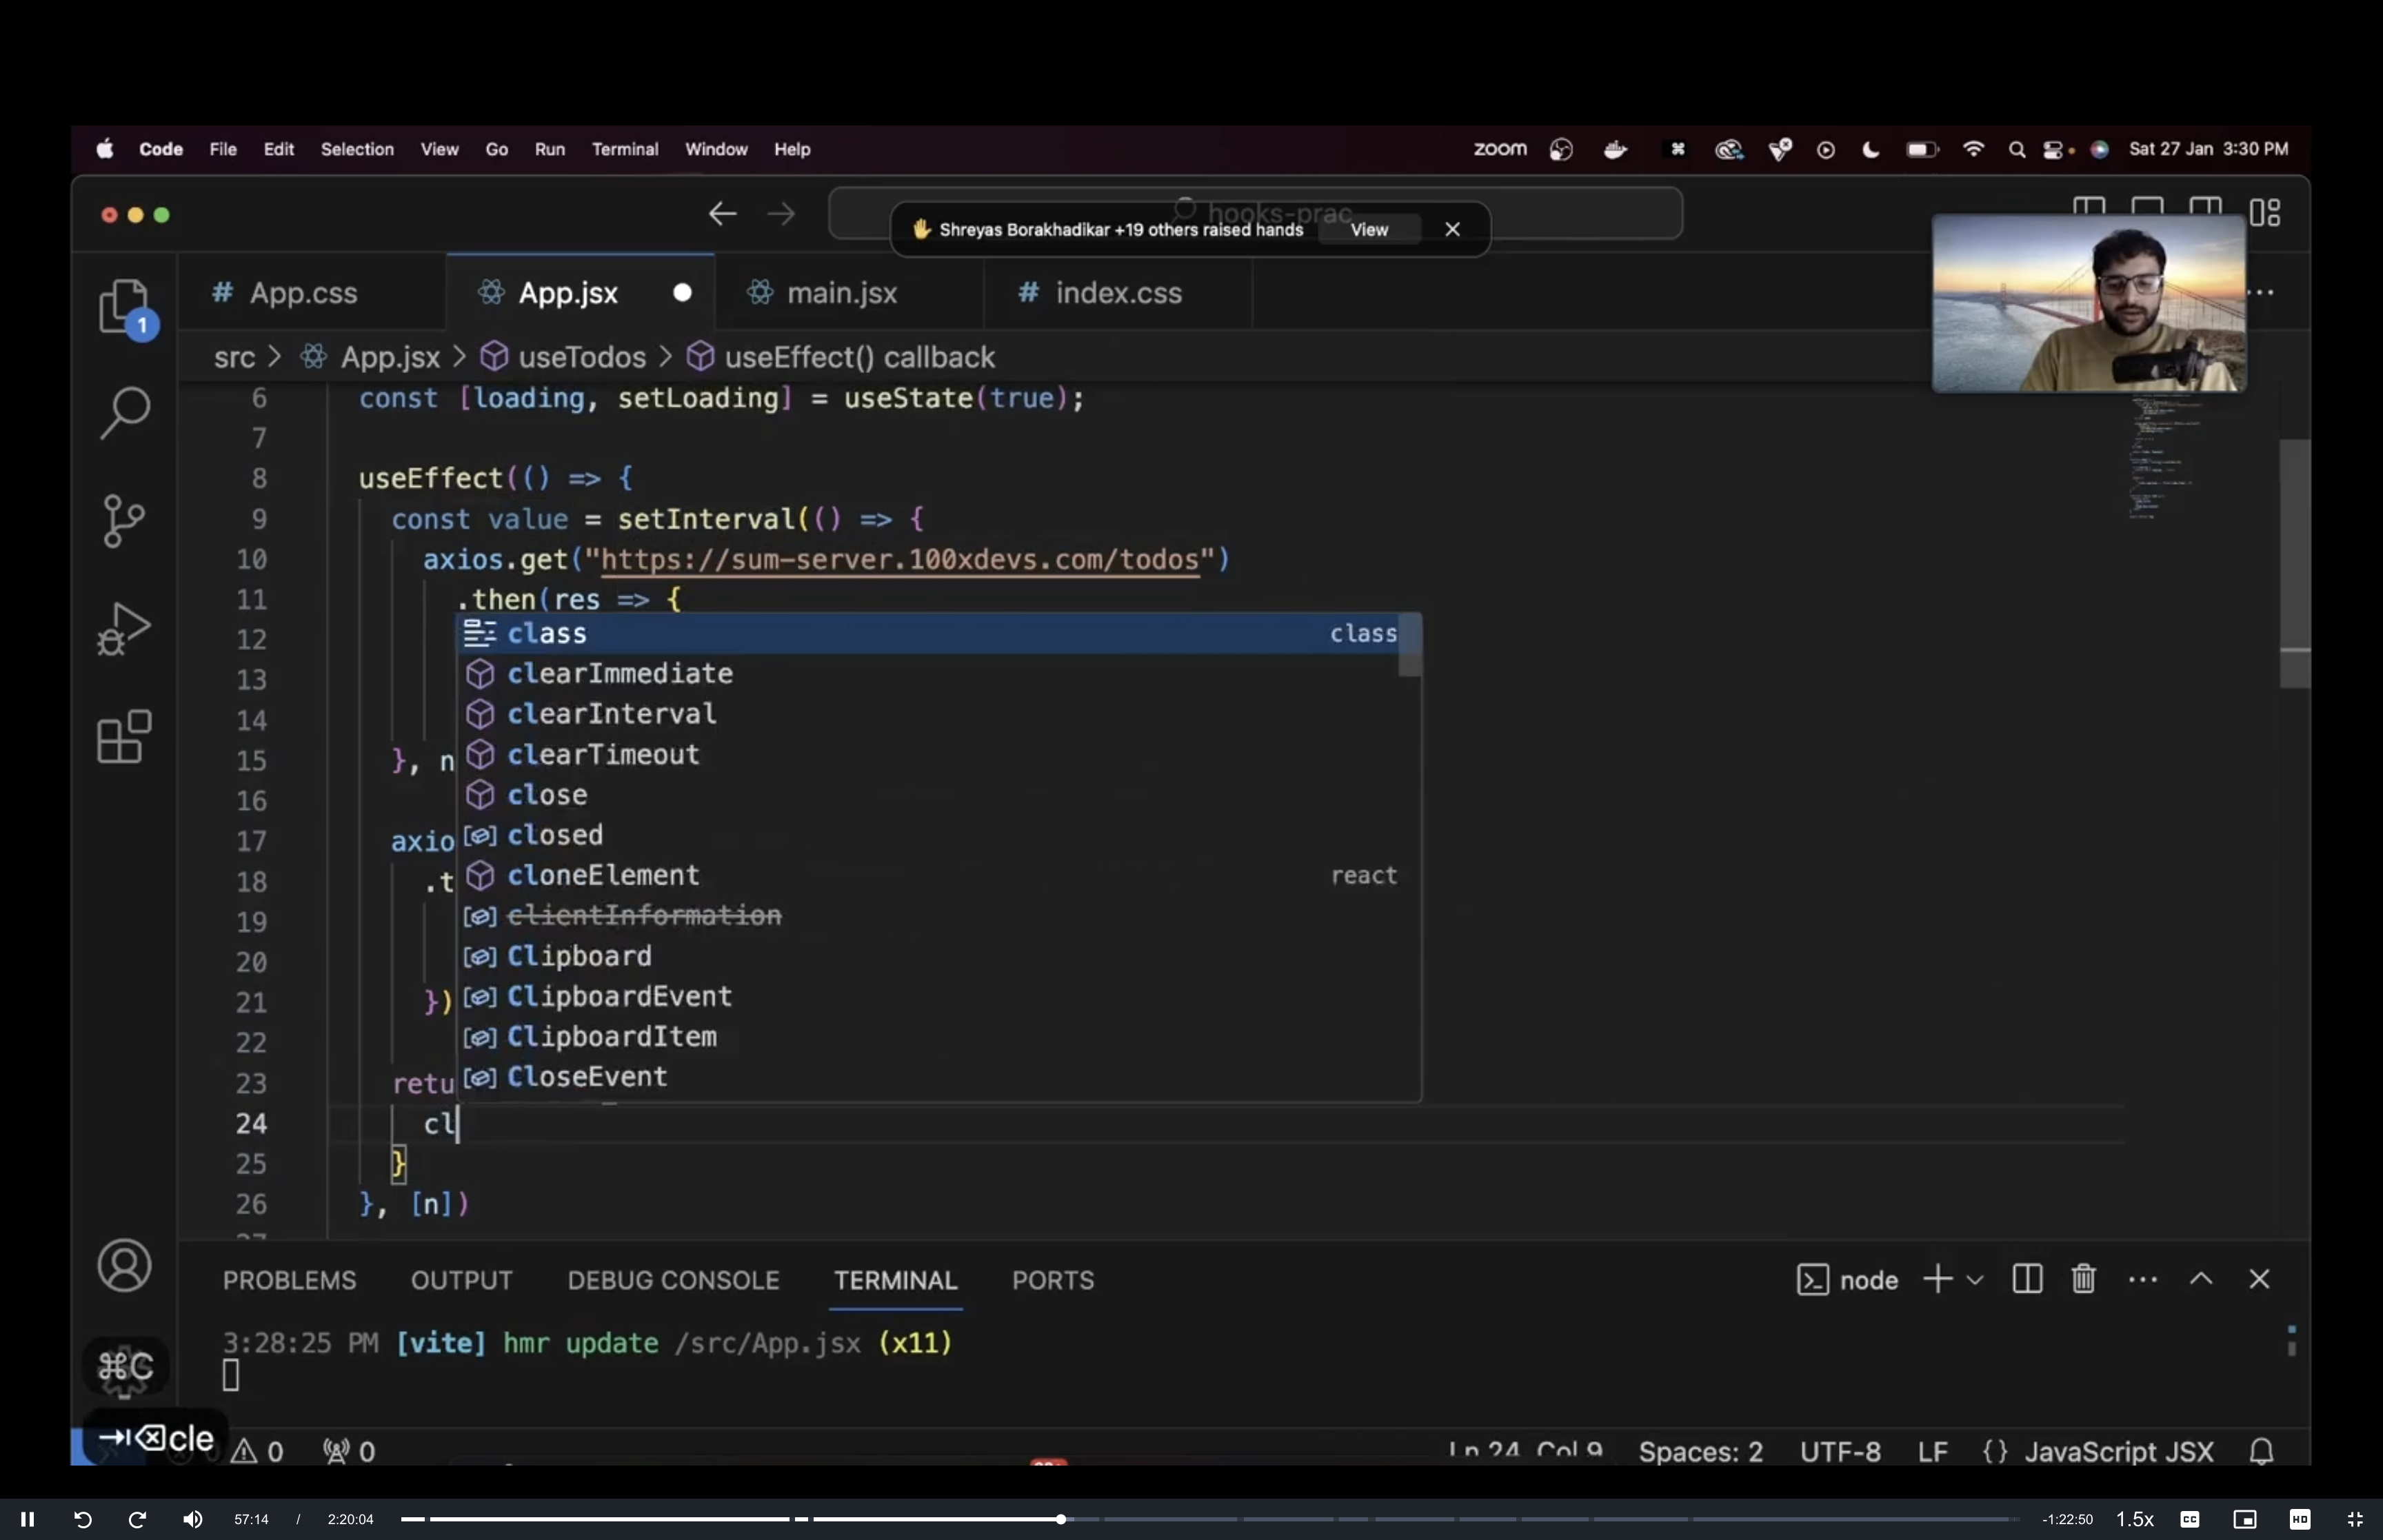 Code File Edit Selection View Go Run Terminal Window Help zoom Sat 27 Jan 3:30 PM
hooks-prac
Shreyas Borakhadikar +19 others raised hands View
# App.css App.jsx main.jsx # index.css
1
src > App.jsx > useTodos > useEffect() callback
6 const [loading, setLoading] = useState(true);
7
8 useEffect(() => {
9 const value = setInterval(() => {
10 axios.get("https://sum-server.100xdevs.com/todos")
11 .then(res => {
12
13
14
15 }, n
16
17 axio
18 .t
19
20
21 })
22
23 retu
24 cl
25 }
26 }, [n])
class class
clearImmediate
clearInterval
clearTimeout
close
closed
cloneElement react
clientInformation
Clipboard
ClipboardEvent
ClipboardItem
CloseEvent
PROBLEMS OUTPUT DEBUG CONSOLE TERMINAL PORTS node
3:28:25 PM [vite] hmr update /src/App.jsx (x11)
⌘C
cle
0 0 Ln 24, Col 9 Spaces: 2 UTF-8 LF {} JavaScript JSX
57:14 / 2:20:04 -1:22:50 1.5x CC HD